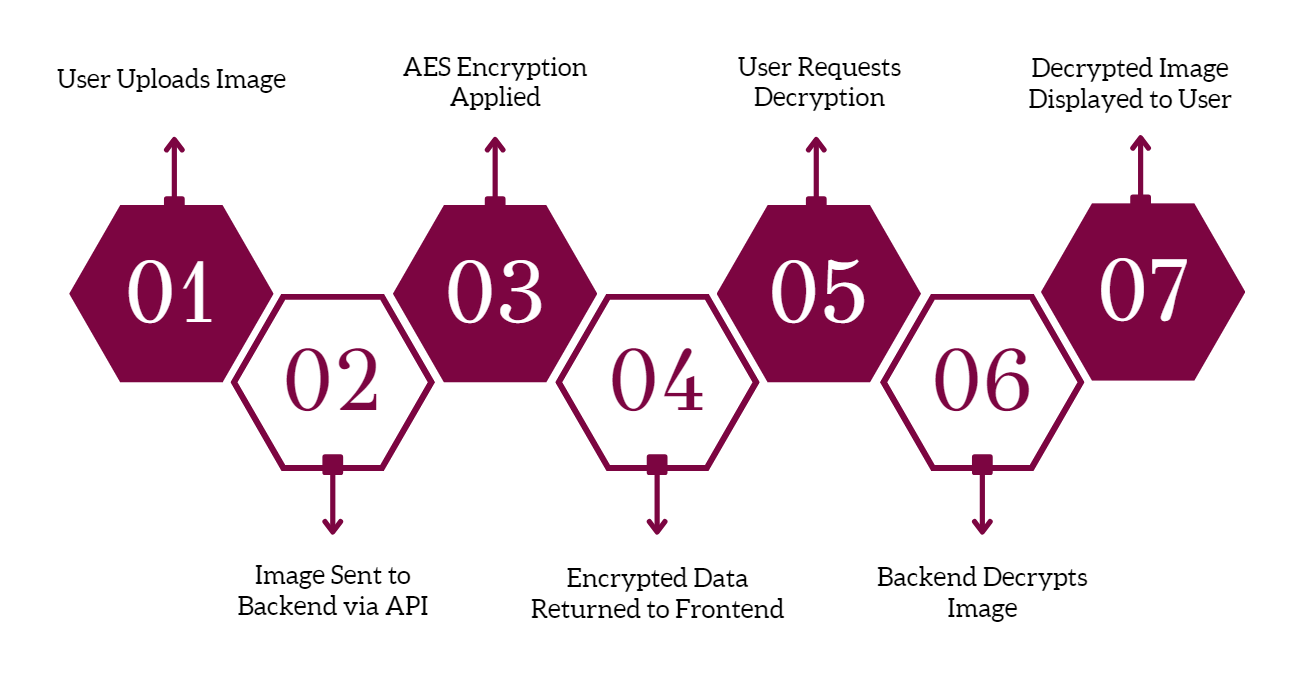 User Uploads Image
AES Encryption
Applied
User Requests
Decryption
Decrypted Image
Displayed to User
01
02
03
04
05
06
07
Image Sent to
Backend via API
Encrypted Data
Returned to Frontend
Backend Decrypts
Image